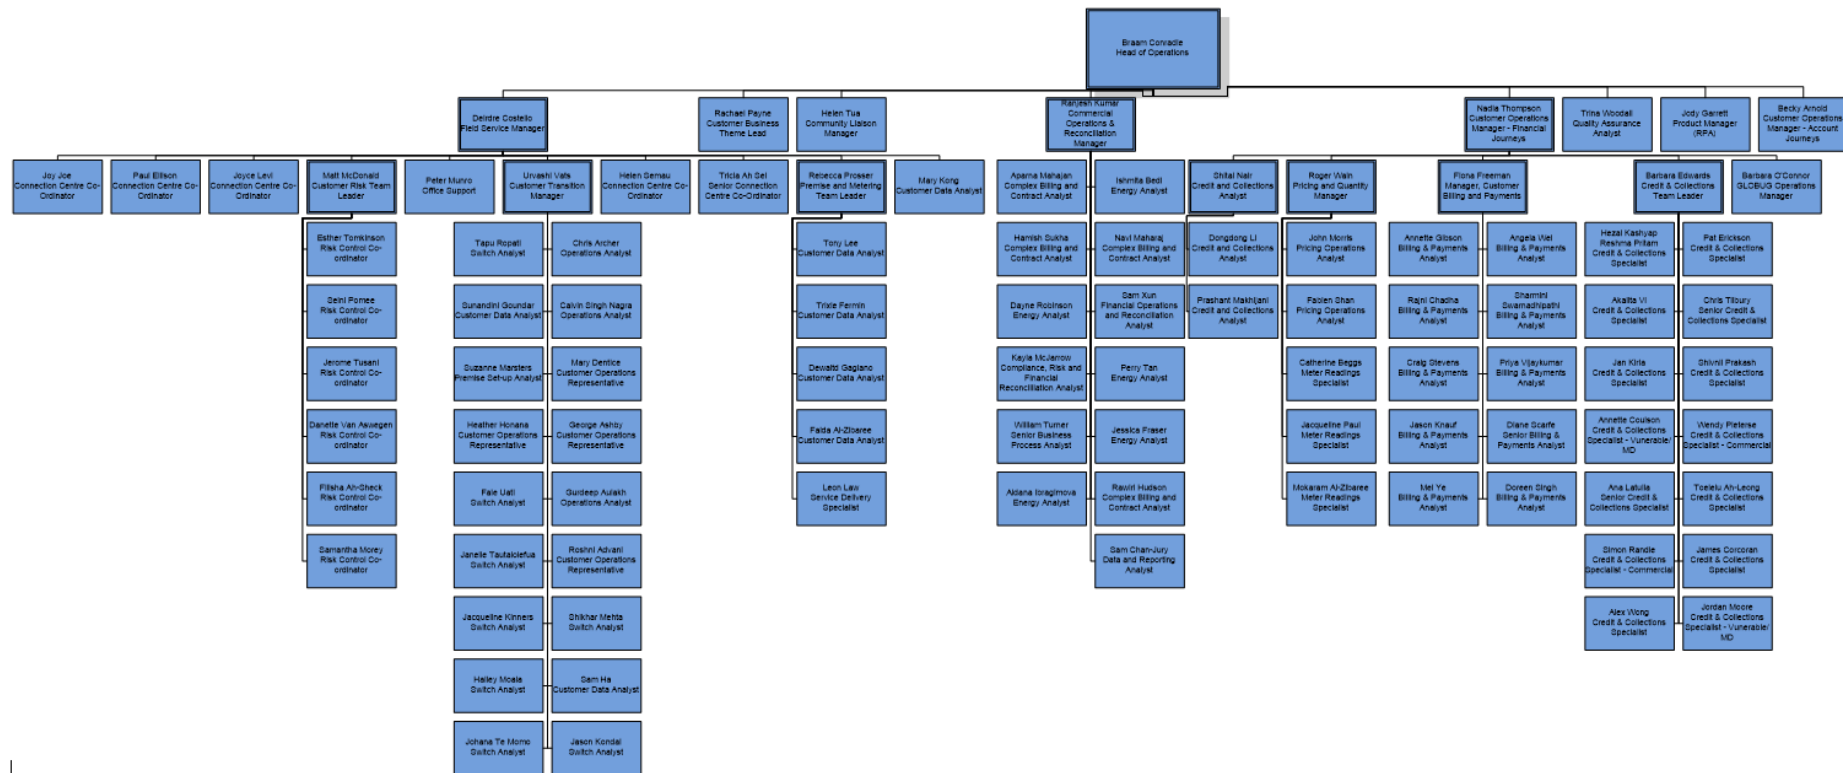 Braam Conradie
Head of Operations
Deirdre Costello
Field Service Manager
Rachael Payne
Customer Business
Theme Lead
Helen Tua
Community Liaison
Manager
Ranjesh Kumar
Commercial
Operations &
Reconciliation
Manager
Nadia Thompson
Customer Operations
Manager - Financial
Journeys
Trina Woodall
Quality Assurance
Analyst
Jody Garrett
Product Manager
(RPA)
Becky Arnold
Customer Operations
Manager - Account
Journeys
Joy Joe
Connection Centre Co-
Ordinator
Paul Ellison
Connection Centre Co-
Ordinator
Joyce Levi
Connection Centre Co-
Ordinator
Matt McDonald
Customer Risk Team
Leader
Peter Munro
Office Support
Urvashi Vats
Customer Transition
Manager
Helen Semau
Connection Centre Co-
Ordinator
Tricia Ah Sei
Senior Connection
Centre Co-Ordinator
Rebecca Prosser
Premise and Metering
Team Leader
Mary Kong
Customer Data Analyst
Aparna Mahajan
Complex Billing and
Contract Analyst
Ishmita Bedi
Energy Analyst
Shital Nair
Credit and Collections
Analyst
Roger Wain
Pricing and Quantity
Manager
Fiona Freeman
Manager, Customer
Billing and Payments
Barbara Edwards
Credit & Collections
Team Leader
Barbara O'Connor
GLOBUG Operations
Manager
Esther Tomkinson
Risk Control Co-
ordinator
Tapu Ropati
Switch Analyst
Chris Archer
Operations Analyst
Tony Lee
Customer Data Analyst
Hamish Sukha
Complex Billing and
Contract Analyst
Navi Maharaj
Complex Billing and
Contract Analyst
Dongdong Li
Credit and Collections
Analyst
John Morris
Pricing Operations
Analyst
Annette Gibson
Billing & Payments
Analyst
Angela Wei
Billing & Payments
Analyst
Hezal Kashyap
Reshma Pritam
Credit & Collections
Specialist
Pat Erickson
Credit & Collections
Specialist
Seini Pomee
Risk Control Co-
ordinator
Sunandini Goundar
Customer Data Analyst
Calvin Singh Nagra
Operations Analyst
Trixie Fermin
Customer Data Analyst
Dayne Robinson
Energy Analyst
Sam Xun
Financial Operations
and Reconciliation
Analyst
Prashant Makhijani
Credit and Collections
Analyst
Fabien Shan
Pricing Operations
Analyst
Rajni Chadha
Billing & Payments
Analyst
Sharmini
Swarnadhipathi
Billing & Payments
Analyst
Akalita Vi
Credit & Collections
Specialist
Chris Tilbury
Senior Credit &
Collections Specialist
Jerome Tusani
Risk Control Co-
ordinator
Suzanne Marsters
Premise Set-up Analyst
Mary Dentice
Customer Operations
Representative
Gagiano
Customer Data Analyst
Kayla McJarrow
Compliance, Risk and
Financial
Reconciliation Analyst
Perry Tan
Energy Analyst
Catherine Beggs
Meter Readings
Specialist
Craig Stevens
Billing & Payments
Analyst
Priya Vijaykumar
Billing & Payments
Analyst
Jan Kiria
Credit & Collections
Specialist
Shivnil Prakash
Credit & Collections
Specialist
Danette Van Aswegen
Risk Control Co-
ordinator
Heather Honana
Customer Operations
Representative
George Ashby
Customer Operations
Representative
Faida Al-Zibaree
Customer Data Analyst
William Turner
Senior Business
Process Analyst
Jessica Fraser
Energy Analyst
Jacqueline Paul
Meter Readings
Specialist
Jason Knauf
Billing & Payments
Analyst
Diane Scarfe
Senior Billing &
Payments Analyst
Annette Coulson
Credit & Collections
Specialist - Vunerable/
MD
Wendy Pieterse
Credit & Collections
Specialist - Commercial
Filisha Ah-Sheck
Risk Control Co-
ordinator
Fale Uati
Switch Analyst
Gurdeep Aulakh
Operations Analyst
Leon Law
Service Delivery
Specialist
Aidana Ibragimova
Energy Analyst
Rawiri Hudson
Complex Billing and
Contract Analyst
Mokaram Al-Zibaree
Meter Readings
Specialist
Mei Ye
Billing & Payments
Analyst
Doreen Singh
Billing & Payments
Analyst
Ana Latulia
Senior Credit &
Collections Specialist
Toelelu Ah-Leong
Credit & Collections
Specialist
Samantha Morey
Risk Control Co-
ordinator
Janelle
Switch Analyst
Roshni Advani
Customer Operations
Representative
Sam Chan-Jury
Data and Reporting
Analyst
Simon Randle
Credit & Collections
Specialist - Commercial
James Corcoran
Credit & Collections
Specialist
Jacqueline Kinners
Switch Analyst
Shikhar Mehta
Switch Analyst
Alex Wong
Credit & Collections
Specialist
Jordan Moore
Credit & Collections
Specialist - Vunerable/
MD
Hailey Moala
Switch Analyst
Sam Ha
Customer Data Analyst
Johana Te Momo
Switch Analyst
Jason Kondal
Switch Analyst